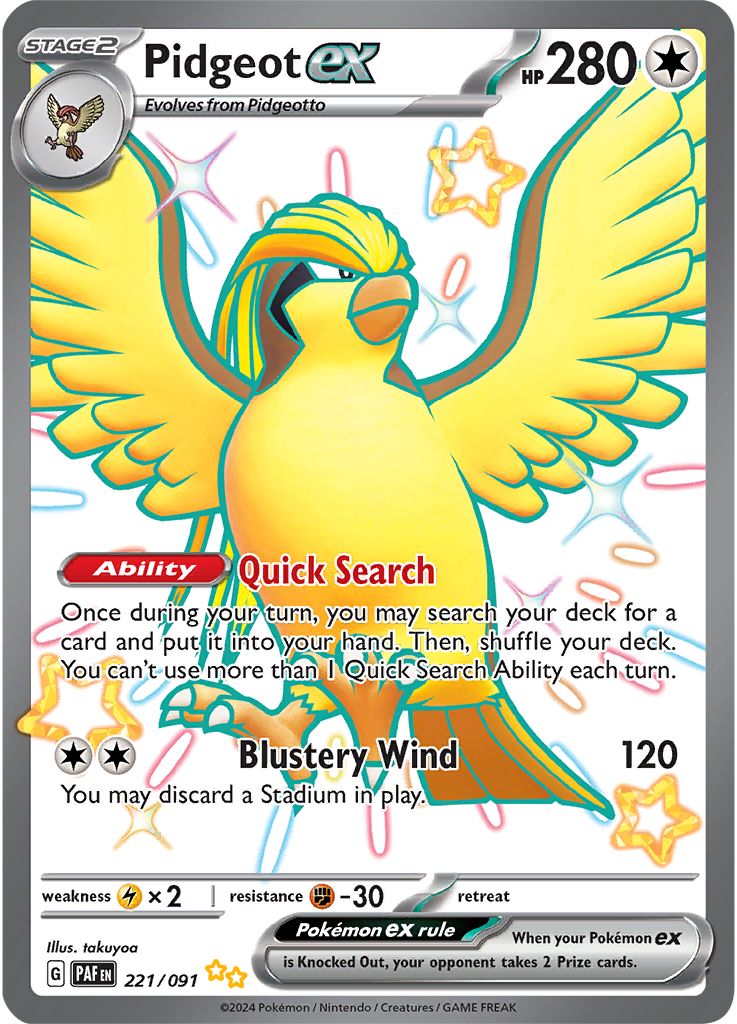 STAGE2
Pidgeot ex
HP 280
Evolves from Pidgeotto
Ability Quick Search
Once during your turn, you may search your deck for a
card and put it into your hand. Then, shuffle your deck.
You can't use more than 1 Quick Search Ability each turn.
Blustery Wind 120
You may discard a Stadium in play.
weakness ×2 resistance -30 retreat
Pokémon ex rule When your Pokémon ex
is Knocked Out, your opponent takes 2 Prize cards.
Illus. takuyoa
G PAF EN 221/091
©2024 Pokémon / Nintendo / Creatures / GAME FREAK